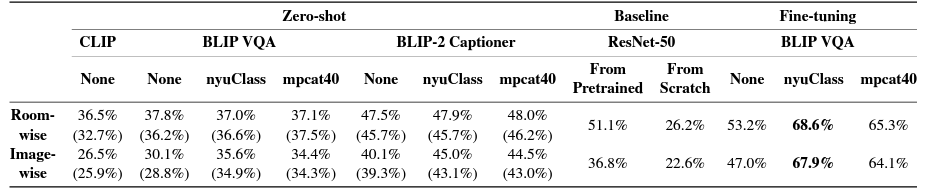 Zero-shot Baseline Fine-tuning
CLIP BLIP VQA BLIP-2 Captioner ResNet-50 BLIP VQA
None None nyuClass mpcat40 None nyuClass mpcat40 From Pretrained From Scratch None nyuClass mpcat40
Room- 36.5% 37.8% 37.0% 37.1% 47.5% 47.9% 48.0% 51.1% 26.2% 53.2% 68.6% 65.3%
wise (32.7%) (36.2%) (36.6%) (37.5%) (45.7%) (45.7%) (46.2%)
Image- 26.5% 30.1% 35.6% 34.4% 40.1% 45.0% 44.5% 36.8% 22.6% 47.0% 67.9% 64.1%
wise (25.9%) (28.8%) (34.9%) (34.3%) (39.3%) (43.1%) (43.0%)